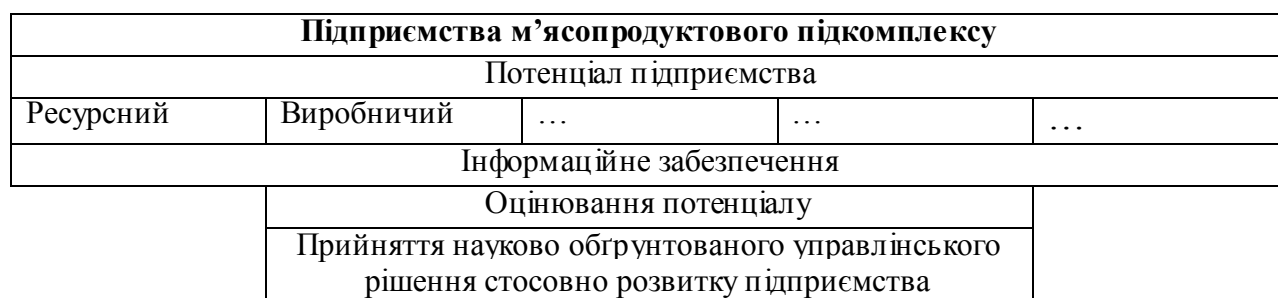 Підприємства м’ясопродуктового підкомплексу
Потенціал підприємства
Ресурсний Виробничий … … …
Інформаційне забезпечення
Оцінювання потенціалу
Прийняття науково обґрунтованого управлінського
рішення стосовно розвитку підприємства